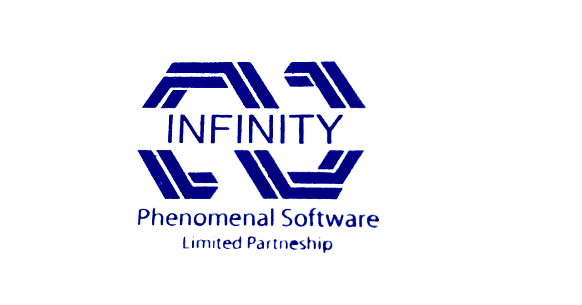 INFINITY
Phenomenal Software
Limited Partneship